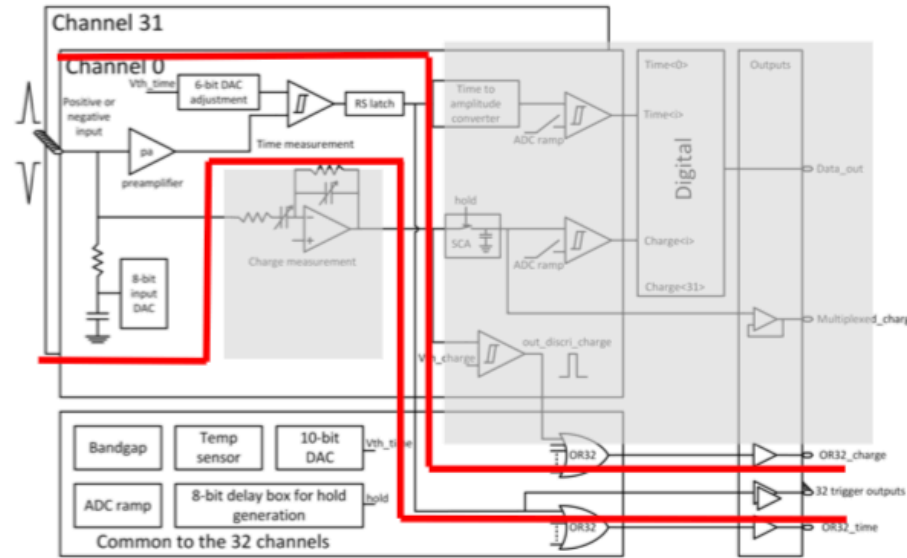 Channel 31
Channel 0
Vth_time
6-bit DAC
adjustment
RS latch
Positive or
negative
input
pa
preamplifier
Time measurement
Charge measurement
8-bit
input
DAC
Time to
amplitude
converter
ADC ramp
hold
SCA
ADC ramp
Vth_charge
out_discri_charge
Time<0>
Time<i>
Digital
Charge<i>
Charge<31>
Outputs
Data_out
Multiplexed_charg
Bandgap
Temp
sensor
10-bit
DAC
Vth_time
ADC ramp
8-bit delay box for hold
generation
hold
Common to the 32 channels
OR32
OR32
OR32_charge
32 trigger outputs
OR32_time